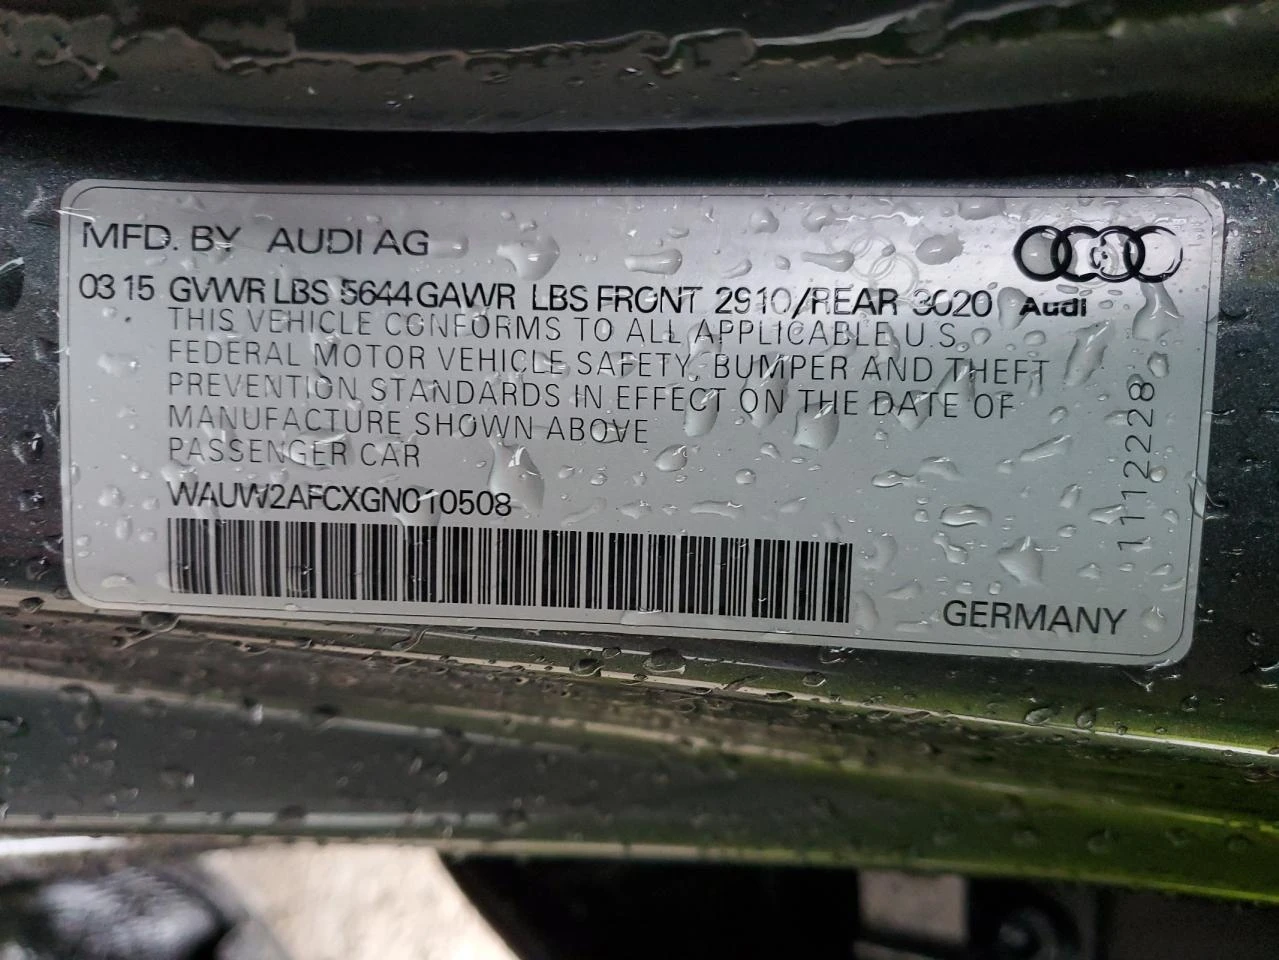 MFD. BY AUDI AG
03 15 GVWR LBS 5644 GAWR LBS FRONT 2910/REAR 3020 Audi
THIS VEHICLE CONFORMS TO ALL APPLICABLE U.S.
FEDERAL MOTOR VEHICLE SAFETY, BUMPER AND THEFT
PREVENTION STANDARDS IN EFFECT ON THE DATE OF
MANUFACTURE SHOWN ABOVE
PASSENGER CAR
WAUW2AFCXGN010508
1112228
GERMANY